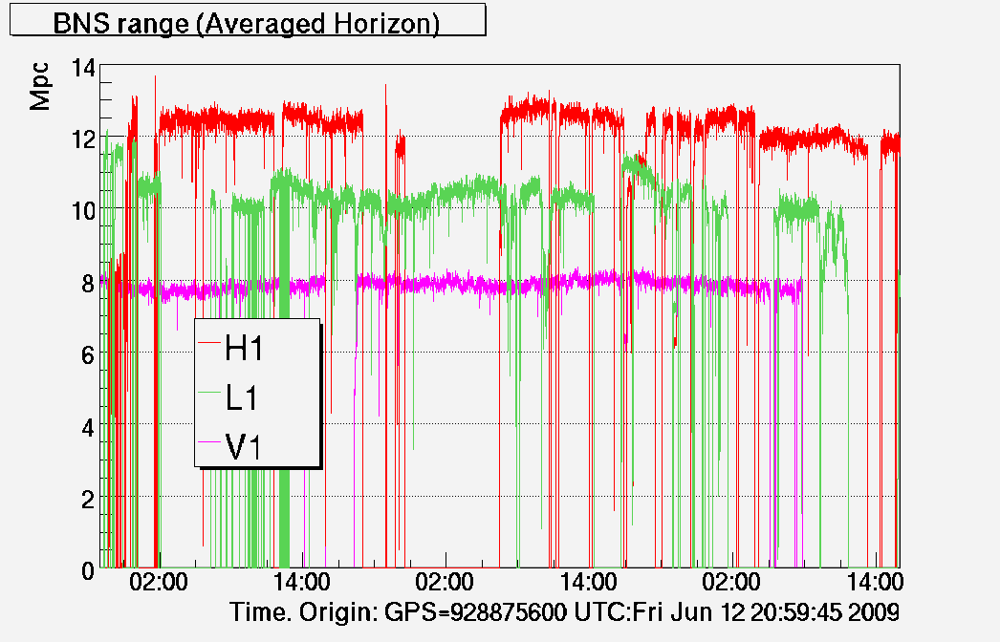 BNS range (Averaged Horizon)
Mpc
14
12
10
8
6
4
2
0
H1
L1
V1
02:00 14:00 02:00 14:00 02:00 14:00
Time. Origin: GPS=928875600 UTC:Fri Jun 12 20:59:45 2009